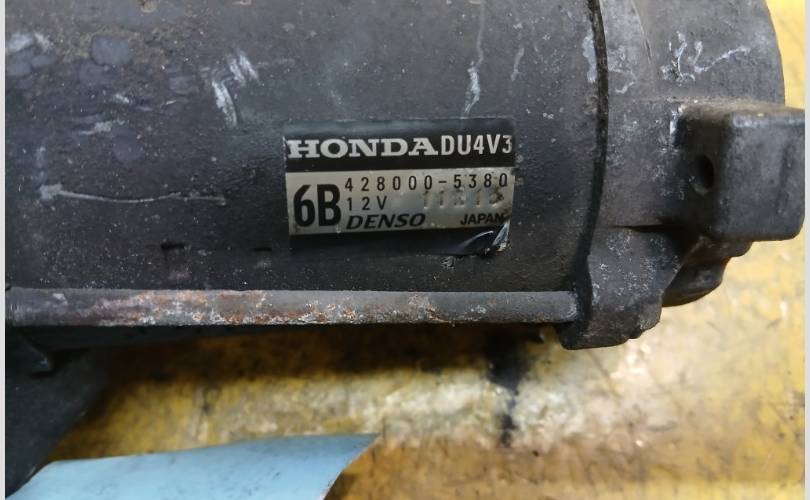 HONDA DU4V3
6B 428000-5380
12V
DENSO JAPAN